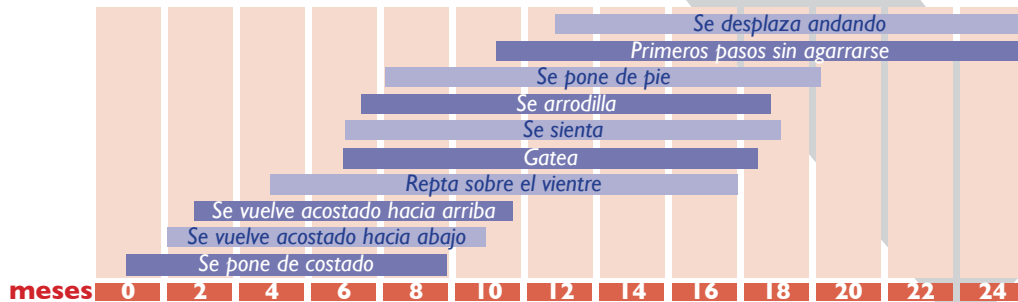 Se desplaza andando
Primeros pasos sin agarrarse
Se pone de pie
Se arrodilla
Se sienta
Gatea
Repta sobre el vientre
Se vuelve acostado hacia arriba
Se vuelve acostado hacia abajo
Se pone de costado
meses 0 2 4 6 8 10 12 14 16 18 20 22 24